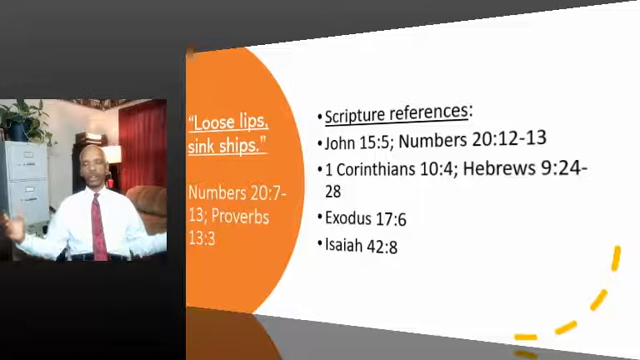 “Loose lips,
sink ships.”
Numbers 20:7-
13; Proverbs
13:3
•Scripture references:
•John 15:5; Numbers 20:12-13
•1 Corinthians 10:4; Hebrews 9:24-
28
•Exodus 17:6
•Isaiah 42:8